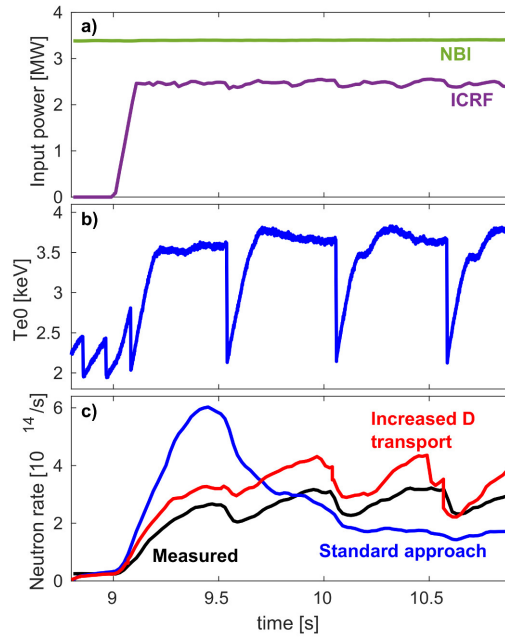 4
a)
NBI
3
ICRF
2
1
0
Input power [MW]
4
b)
3.5
3
2.5
2
Te0 [keV]
c)
6
Increased D
transport
4
2
Measured
Standard approach
0
Neutron rate [10 14/s]
9
9.5
10
10.5
time [s]